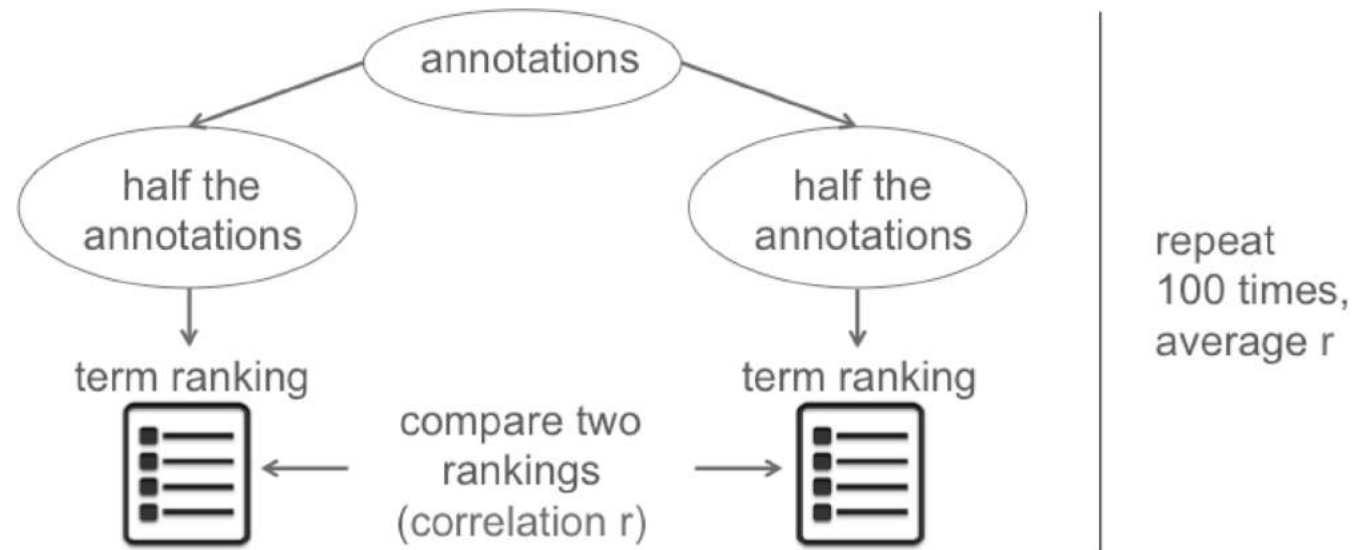 annotations
half the
annotations
half the
annotations
term ranking
term ranking
compare two
rankings
(correlation r)
repeat
100 times,
average r